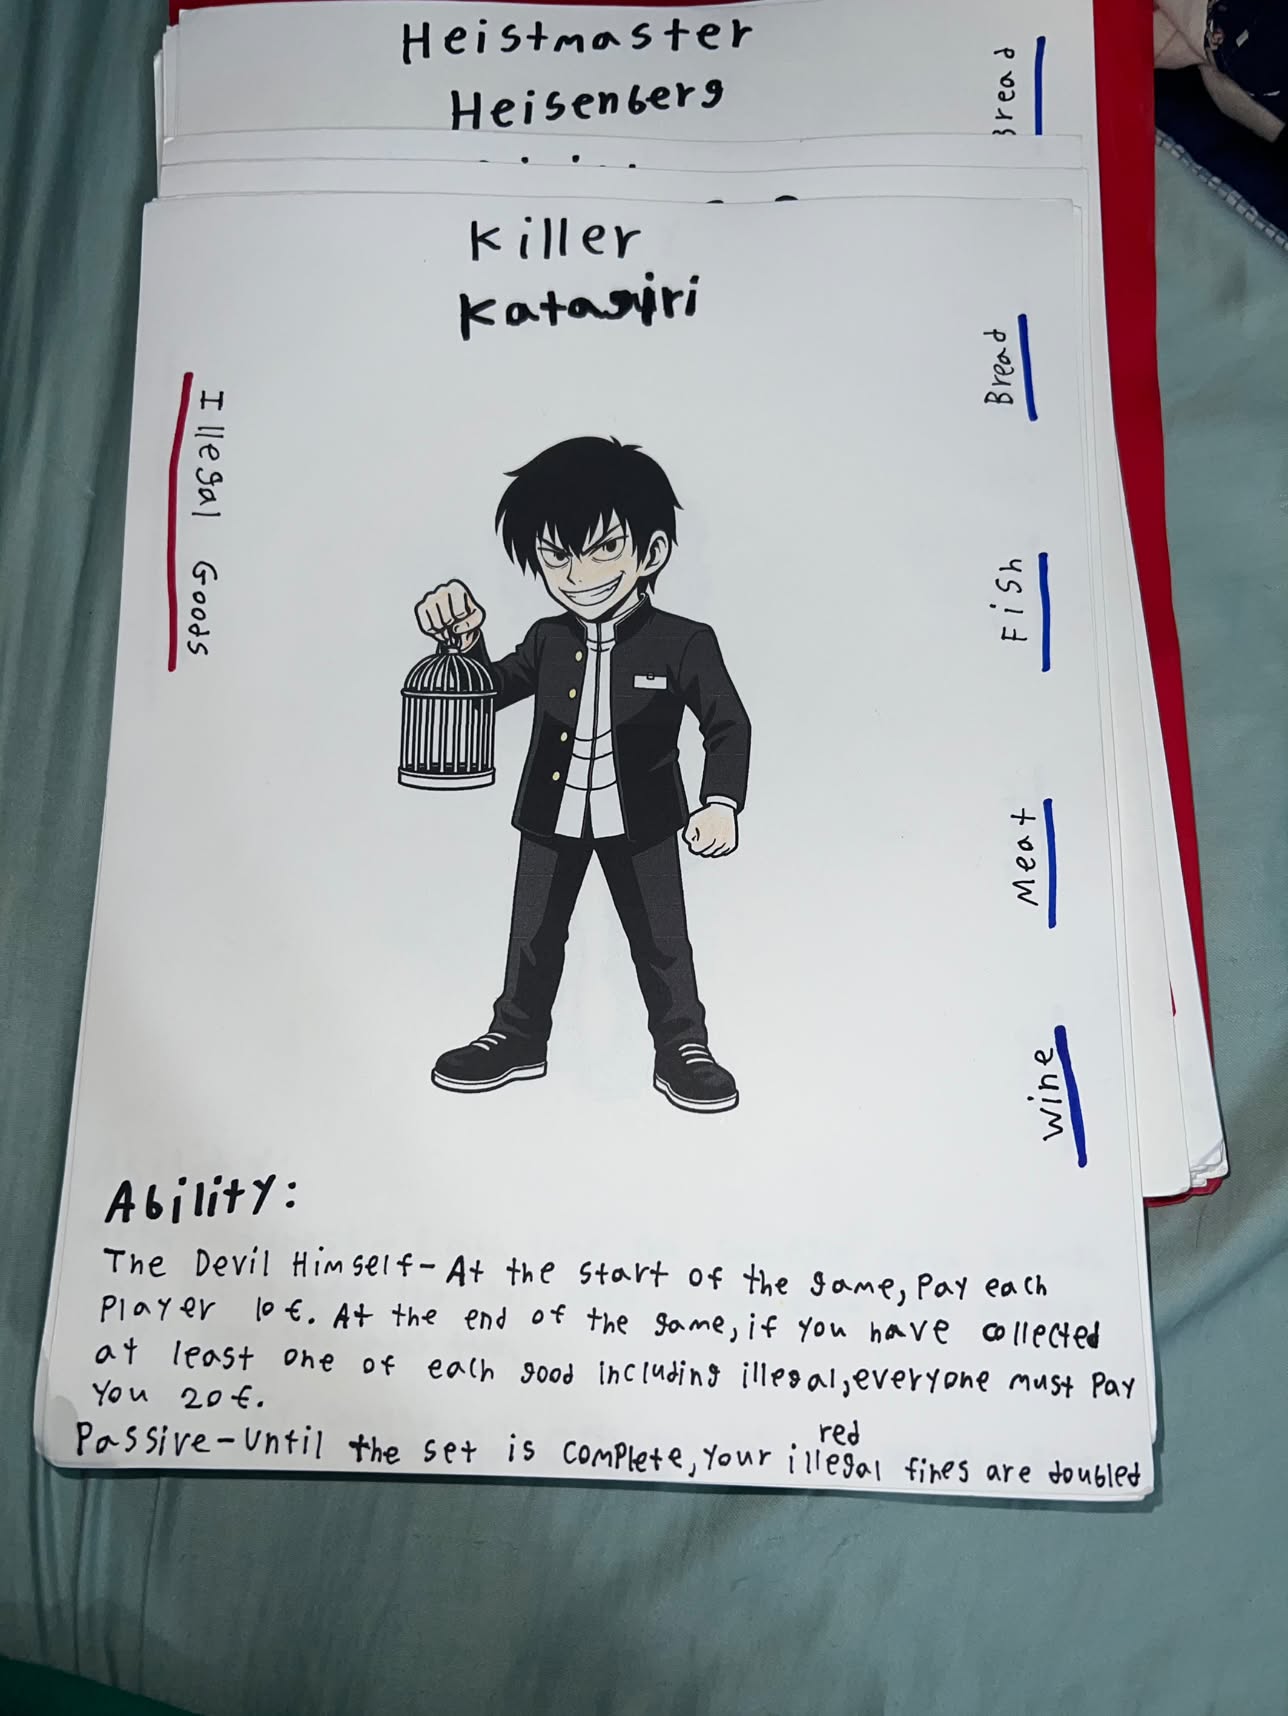 Heistmaster
Heisenberg
Bread
Killer
Katagiri
Illegal Goods
Bread
Fish
Meat
Wine
Ability:
The Devil Himself- At the start of the game, Pay each
Player 10€. At the end of the game, if you have collected
at least one of each good including illegal, everyone must Pay
You 20€.
Passive-Until the set is complete, your illegal red fines are doubled